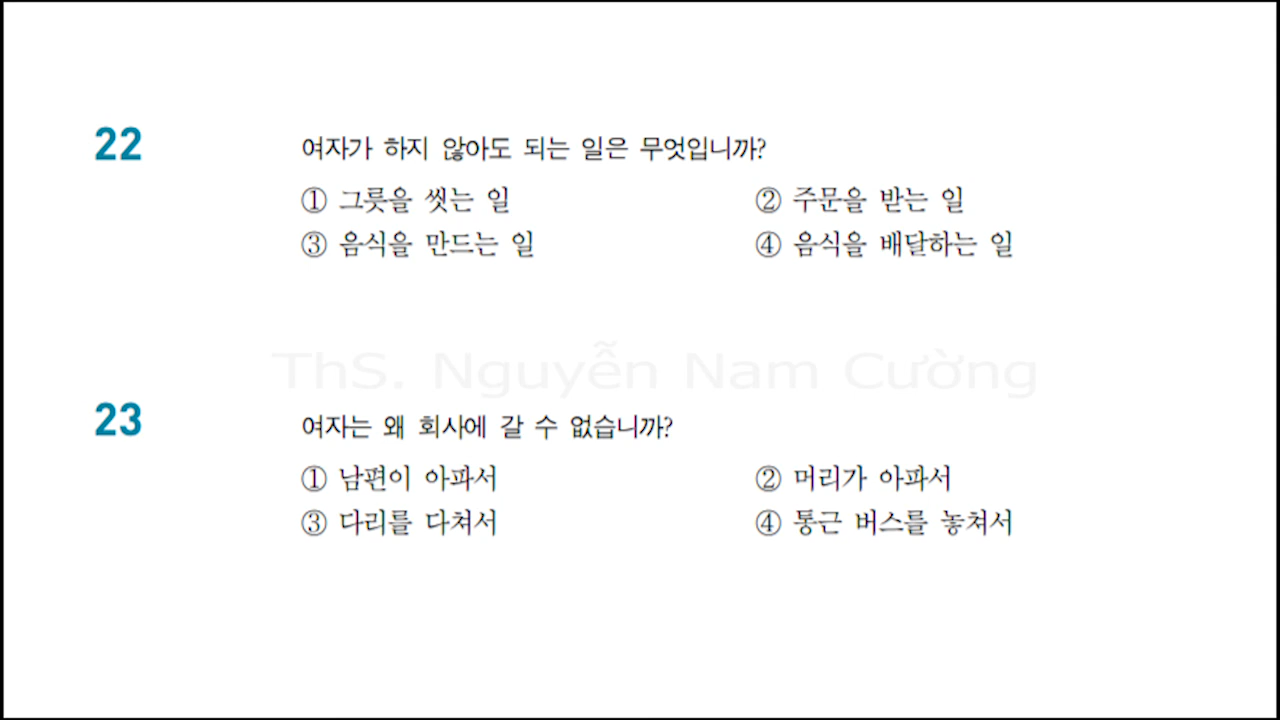 22 여자가 하지 않아도 되는 일은 무엇입니까?
① 그릇을 씻는 일 ② 주문을 받는 일
③ 음식을 만드는 일 ④ 음식을 배달하는 일
ThS. Nguyễn Nam Cường
23 여자는 왜 회사에 갈 수 없습니까?
① 남편이 아파서 ② 머리가 아파서
③ 다리를 다쳐서 ④ 통근 버스를 놓쳐서